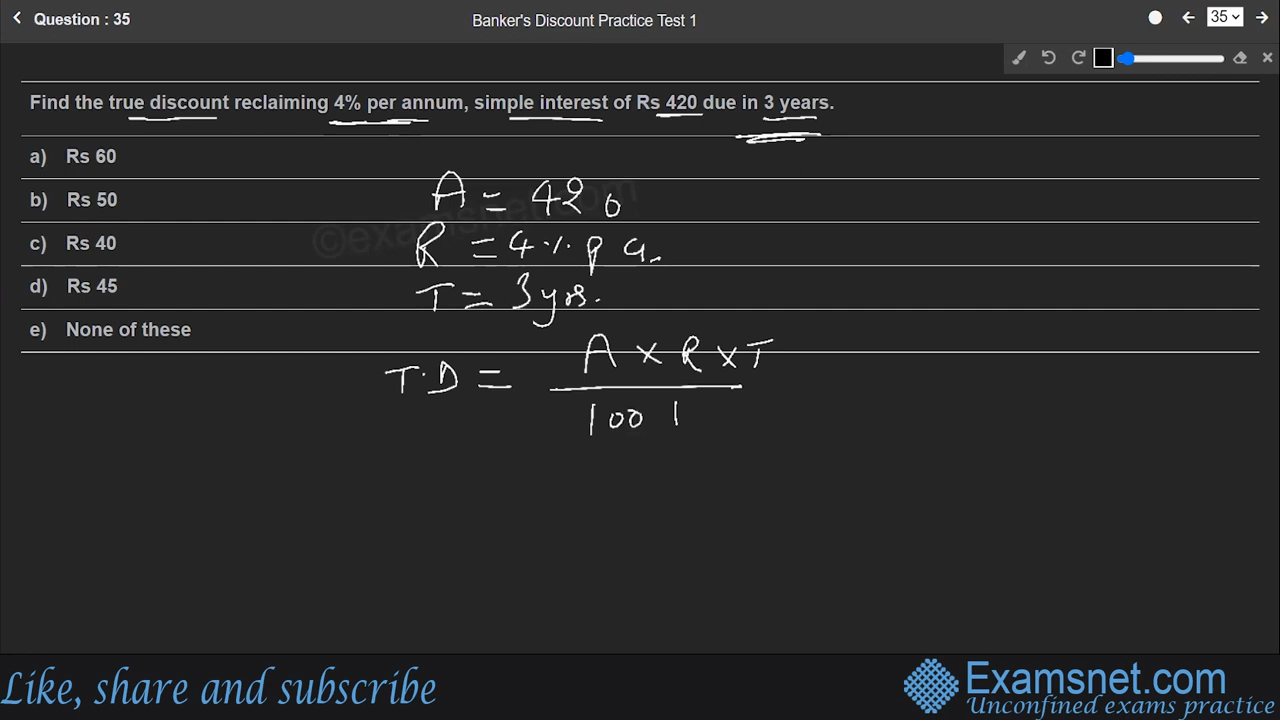 Question : 35
Banker's Discount Practice Test 1
35
Find the true discount reclaiming 4% per annum, simple interest of Rs 420 due in 3 years.
a) Rs 60
b) Rs 50
c) Rs 40
d) Rs 45
e) None of these
©examsnet.com
A = 420
R = 4% p a.
T = 3 yrs.
T.D = A × R × T
100 |
Like, share and subscribe
Examsnet.com
Unconfined exams practice